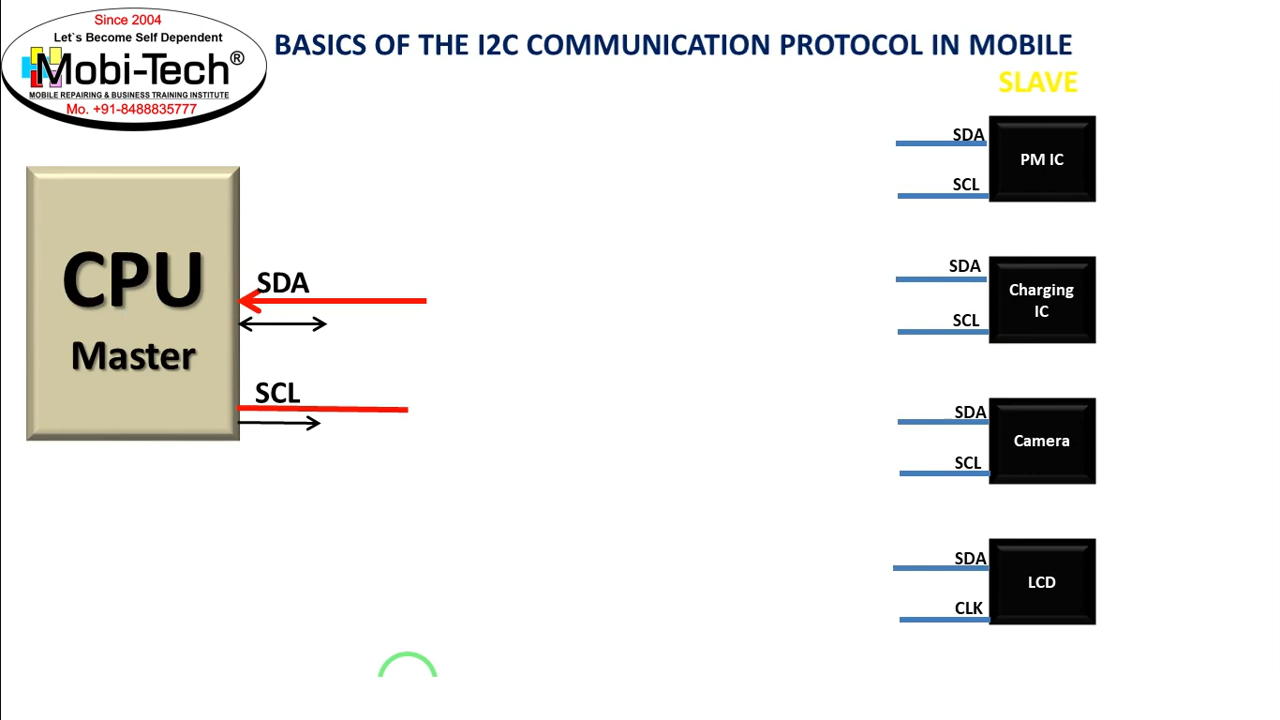 Since 2004
Let`s Become Self Dependent
Mobi-Tech®
MOBILE REPAIRING & BUSINESS TRAINING INSTITUTE
Mo. +91-8488835777
BASICS OF THE I2C COMMUNICATION PROTOCOL IN MOBILE
SLAVE
CPU
Master
SDA
SCL
SDA
SCL
PM IC
SDA
SCL
Charging
IC
SDA
SCL
Camera
SDA
CLK
LCD